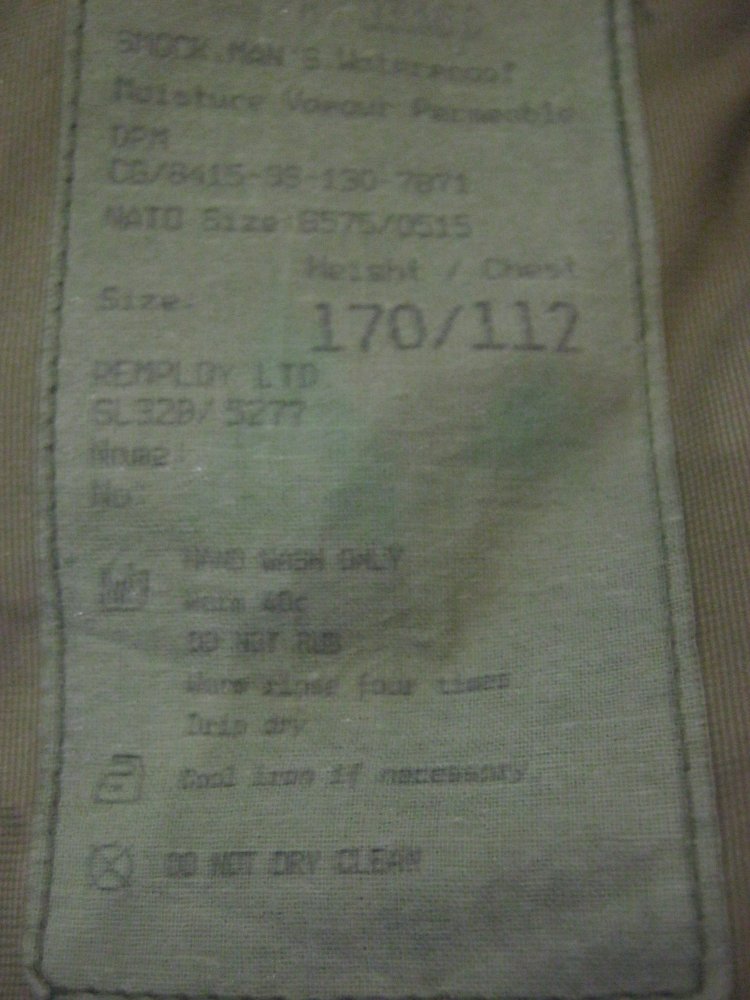 SMOCK.MAN'S.Waterproof
Moisture Vapour Permeable
DPM
CG/8415-99-130-7871
NATO Size:8575/0515
Height / Chest
Size. 170/112
REMPLOY LTD
SL320/5277
Name:
No:
HAND WASH ONLY
Warm 40c
DO NOT RUB
Warm rinse four times
Drip dry
Cool iron if necessary.
DO NOT DRY CLEAN